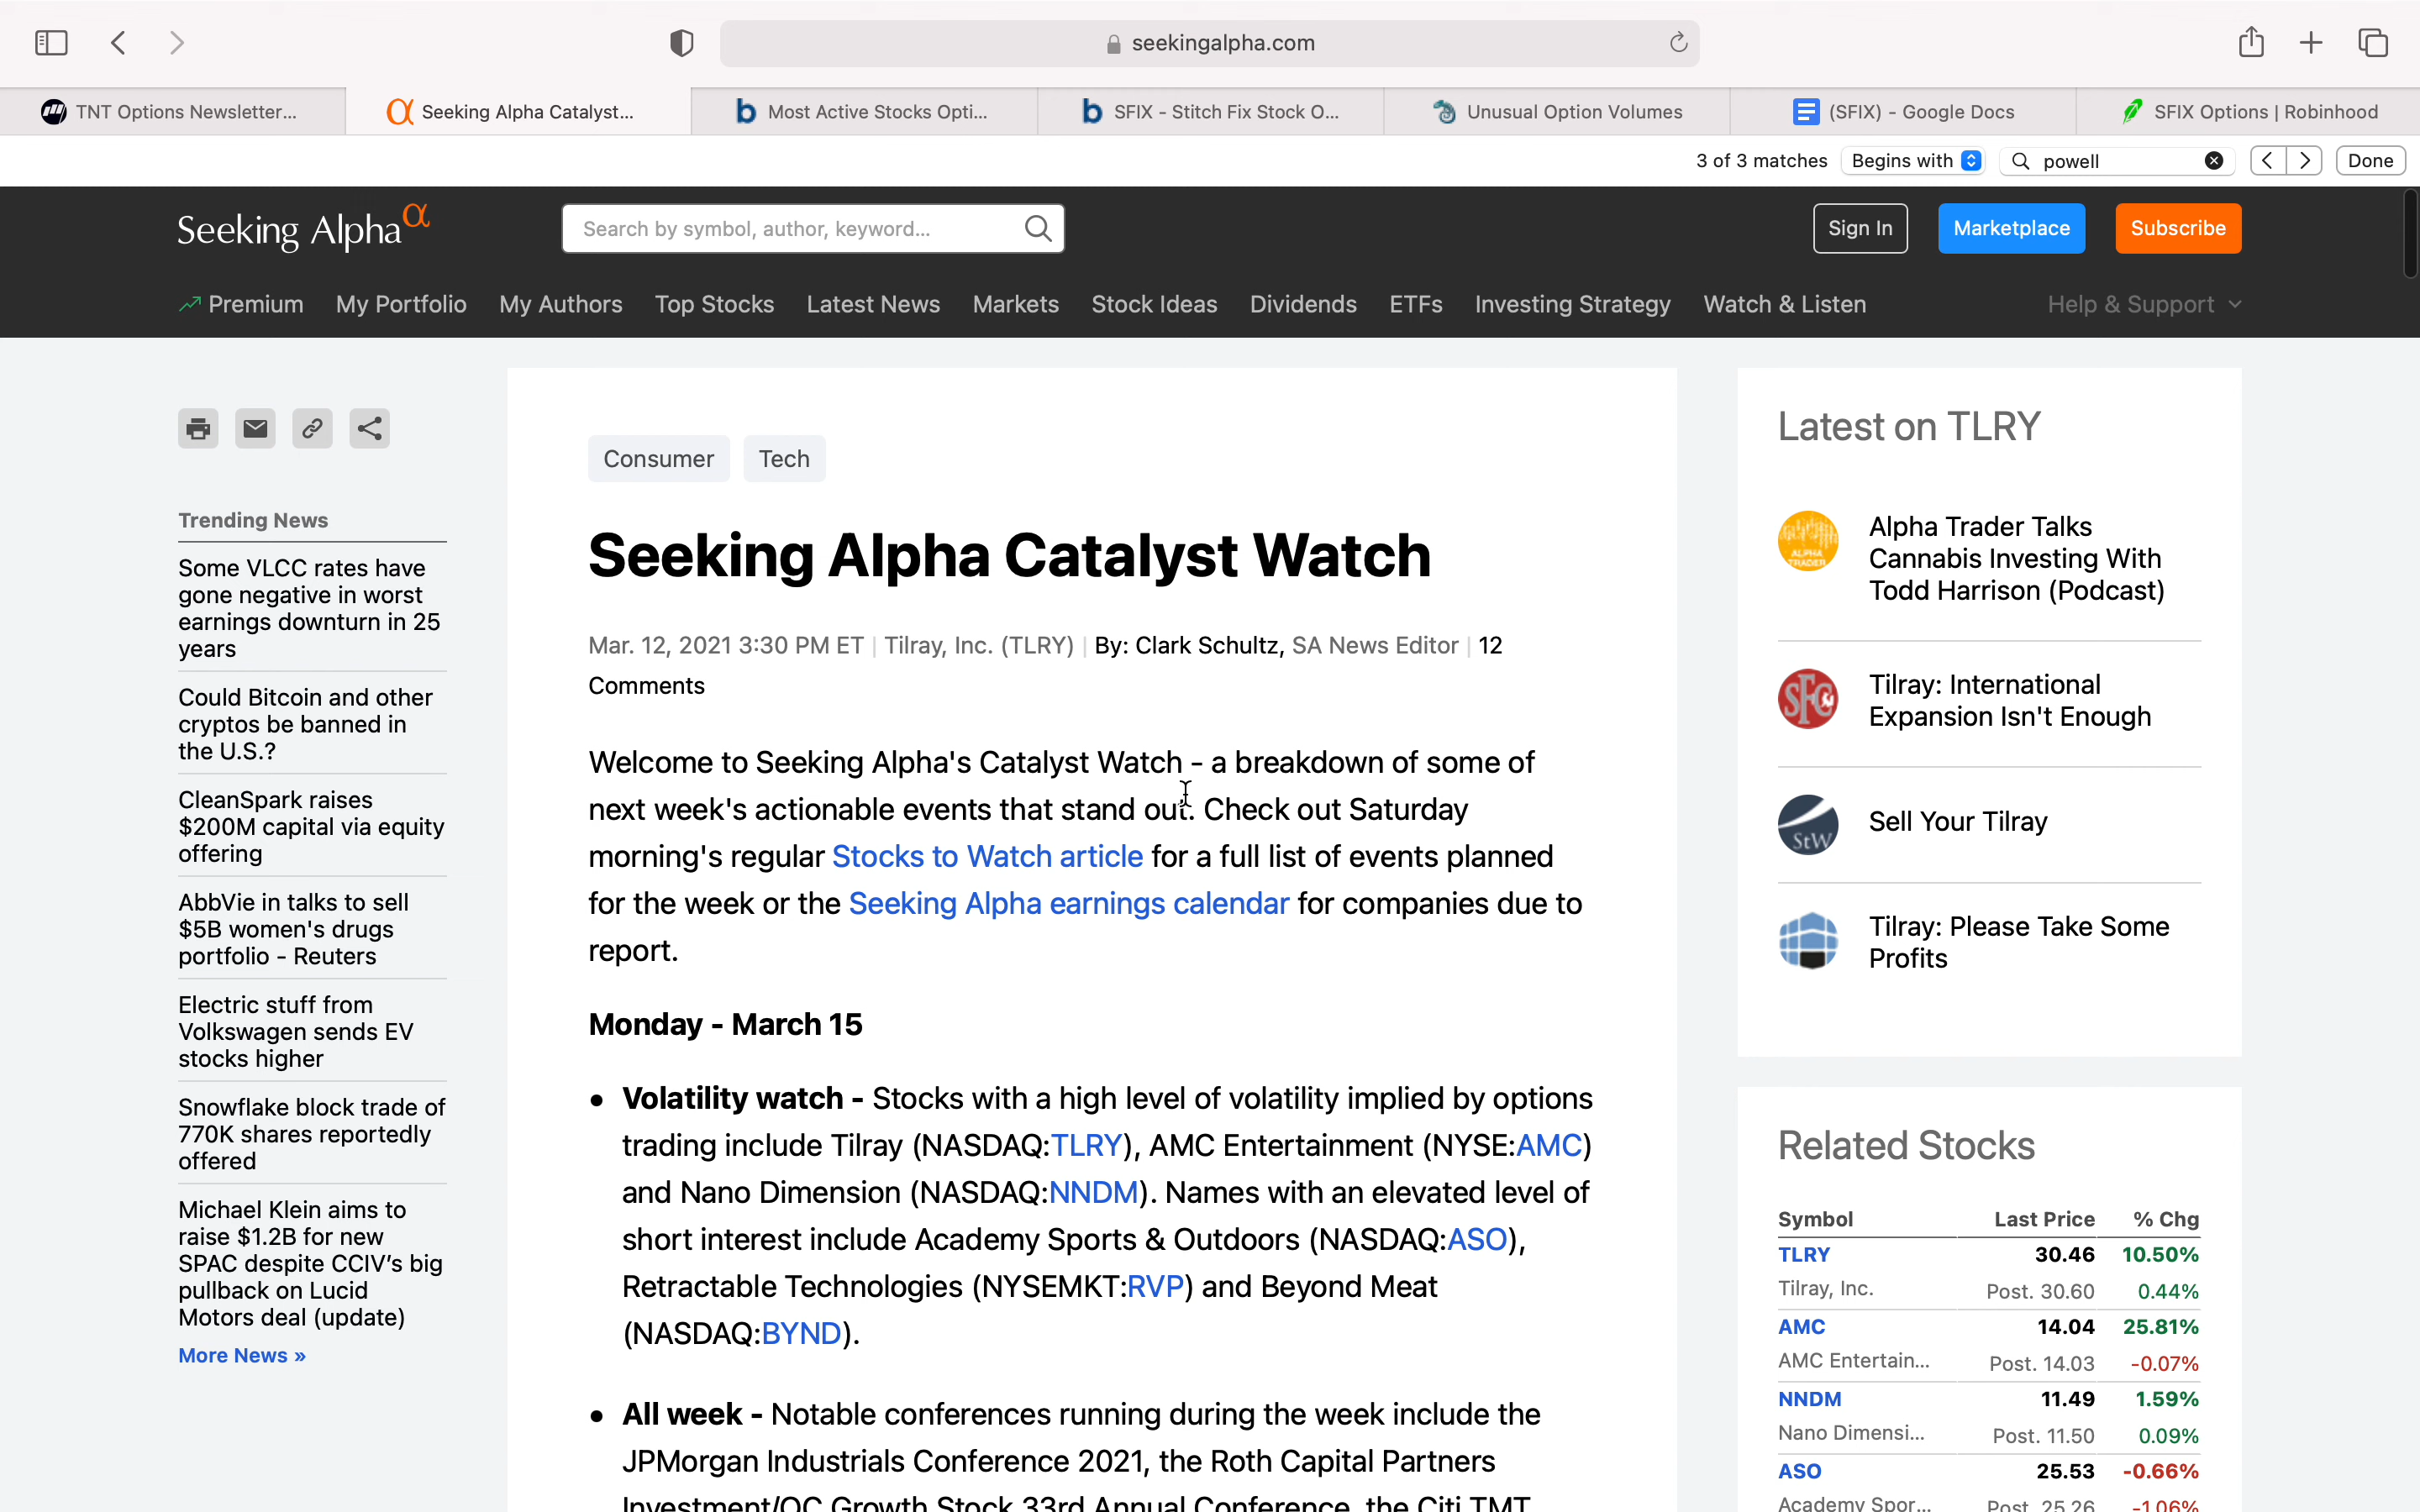 seekingalpha.com
TNT Options Newsletter...
Seeking Alpha Catalyst...
Most Active Stocks Opti...
SFIX - Stitch Fix Stock O...
Unusual Option Volumes
(SFIX) - Google Docs
SFIX Options | Robinhood
3 of 3 matches
Begins with
powell
Done
Seeking Alpha α
Search by symbol, author, keyword...
Sign In
Marketplace
Subscribe
Premium
My Portfolio
My Authors
Top Stocks
Latest News
Markets
Stock Ideas
Dividends
ETFs
Investing Strategy
Watch & Listen
Help & Support
Trending News
Some VLCC rates have
gone negative in worst
earnings downturn in 25
years
Could Bitcoin and other
cryptos be banned in
the U.S.?
CleanSpark raises
$200M capital via equity
offering
AbbVie in talks to sell
$5B women's drugs
portfolio - Reuters
Electric stuff from
Volkswagen sends EV
stocks higher
Snowflake block trade of
770K shares reportedly
offered
Michael Klein aims to
raise $1.2B for new
SPAC despite CCIV's big
pullback on Lucid
Motors deal (update)
More News »
Consumer
Tech
Seeking Alpha Catalyst Watch
Mar. 12, 2021 3:30 PM ET | Tilray, Inc. (TLRY) | By: Clark Schultz, SA News Editor | 12
Comments
Welcome to Seeking Alpha's Catalyst Watch - a breakdown of some of
next week's actionable events that stand out. Check out Saturday
morning's regular Stocks to Watch article for a full list of events planned
for the week or the Seeking Alpha earnings calendar for companies due to
report.
Monday - March 15
• Volatility watch - Stocks with a high level of volatility implied by options
trading include Tilray (NASDAQ:TLRY), AMC Entertainment (NYSE:AMC)
and Nano Dimension (NASDAQ:NNDM). Names with an elevated level of
short interest include Academy Sports & Outdoors (NASDAQ:ASO),
Retractable Technologies (NYSEMKT:RVP) and Beyond Meat
(NASDAQ:BYND).
• All week - Notable conferences running during the week include the
JPMorgan Industrials Conference 2021, the Roth Capital Partners
Investment/OC Growth Stock 33rd Annual Conference, the Citi TMT
Latest on TLRY
ALPHA
TRADER
Alpha Trader Talks
Cannabis Investing With
Todd Harrison (Podcast)
SFG
Tilray: International
Expansion Isn't Enough
StW
Sell Your Tilray
Tilray: Please Take Some
Profits
Related Stocks
Symbol Last Price % Chg
TLRY 30.46 10.50%
Tilray, Inc. Post. 30.60 0.44%
AMC 14.04 25.81%
AMC Entertain... Post. 14.03 -0.07%
NNDM 11.49 1.59%
Nano Dimensi... Post. 11.50 0.09%
ASO 25.53 -0.66%
Academy Spor... Post. 25.26 -1.06%